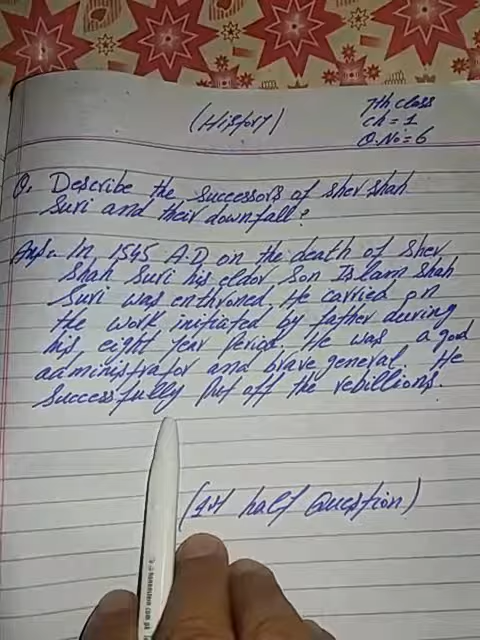 (History)
7th class
Ch = 1
Q.No = 6
Q. Describe the successors of Sher shah
Suri and their downfall?
Ans:- In 1545 A.D on the death of Sher
Shah Suri his eldor Son Islam shah
Suri was enthroned. He carried on
the work initiated by father during
his eight year period. He was a good
administrator and brave general. He
Successfully Put off the rebillions.
(1st half Question)